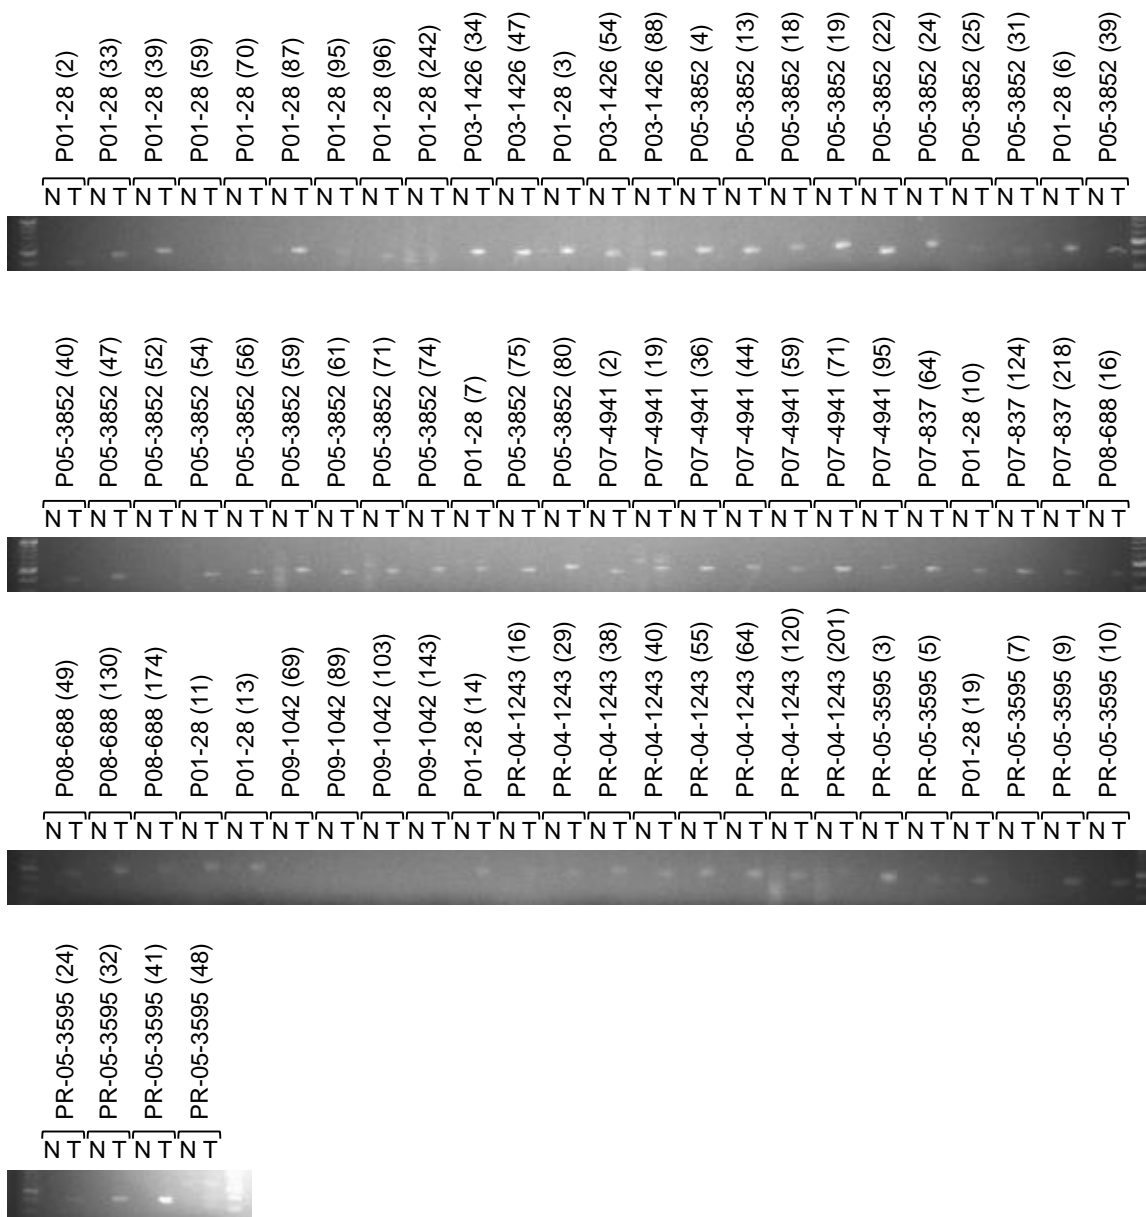 P01-28 (2) P01-28 (33) P01-28 (39) P01-28 (59) P01-28 (70) P01-28 (87) P01-28 (95) P01-28 (96) P01-28 (242) P03-1426 (34) P03-1426 (47) P01-28 (3) P03-1426 (54) P03-1426 (88) P05-3852 (4) P05-3852 (13) P05-3852 (18) P05-3852 (19) P05-3852 (22) P05-3852 (24) P05-3852 (25) P05-3852 (31) P01-28 (6) P05-3852 (39)
N T N T N T N T N T N T N T N T N T N T N T N T N T N T N T N T N T N T N T N T N T N T N T N T
P05-3852 (40) P05-3852 (47) P05-3852 (52) P05-3852 (54) P05-3852 (56) P05-3852 (59) P05-3852 (61) P05-3852 (71) P05-3852 (74) P01-28 (7) P05-3852 (75) P05-3852 (80) P07-4941 (2) P07-4941 (19) P07-4941 (36) P07-4941 (44) P07-4941 (59) P07-4941 (71) P07-4941 (95) P07-837 (64) P01-28 (10) P07-837 (124) P07-837 (218) P08-688 (16)
N T N T N T N T N T N T N T N T N T N T N T N T N T N T N T N T N T N T N T N T N T N T N T N T
P08-688 (49) P08-688 (130) P08-688 (174) P01-28 (11) P01-28 (13) P09-1042 (69) P09-1042 (89) P09-1042 (103) P09-1042 (143) P01-28 (14) PR-04-1243 (16) PR-04-1243 (29) PR-04-1243 (38) PR-04-1243 (40) PR-04-1243 (55) PR-04-1243 (64) PR-04-1243 (120) PR-04-1243 (201) PR-05-3595 (3) PR-05-3595 (5) P01-28 (19) PR-05-3595 (7) PR-05-3595 (9) PR-05-3595 (10)
N T N T N T N T N T N T N T N T N T N T N T N T N T N T N T N T N T N T N T N T N T N T N T N T
PR-05-3595 (24) PR-05-3595 (32) PR-05-3595 (41) PR-05-3595 (48)
N T N T N T N T